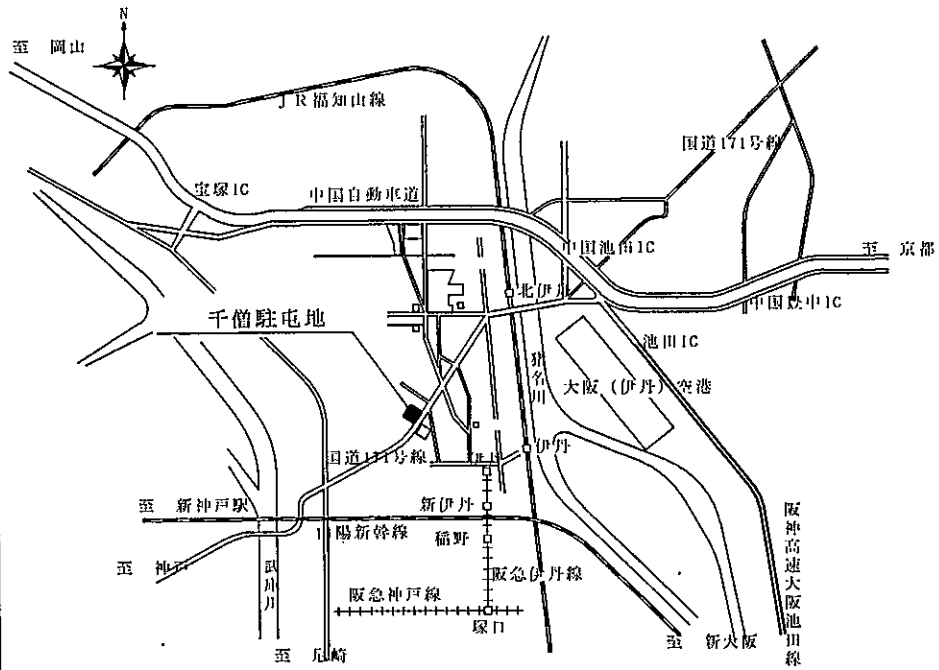 N
至 岡山
JR福知山線
国道171号線
宝塚IC
中国自動車道
中国池田IC
至 京都
北伊丹
中国豊中IC
千僧駐屯地
池田IC
猪名川
大阪(伊丹)空港
伊丹
国道171号線
伊丹
至 新神戸駅
新伊丹
陽新幹線
稲野
至 神戸
武庫川
阪急伊丹線
阪急神戸線
塚口
阪神高速大阪池田線
至 尼崎
至 新大阪